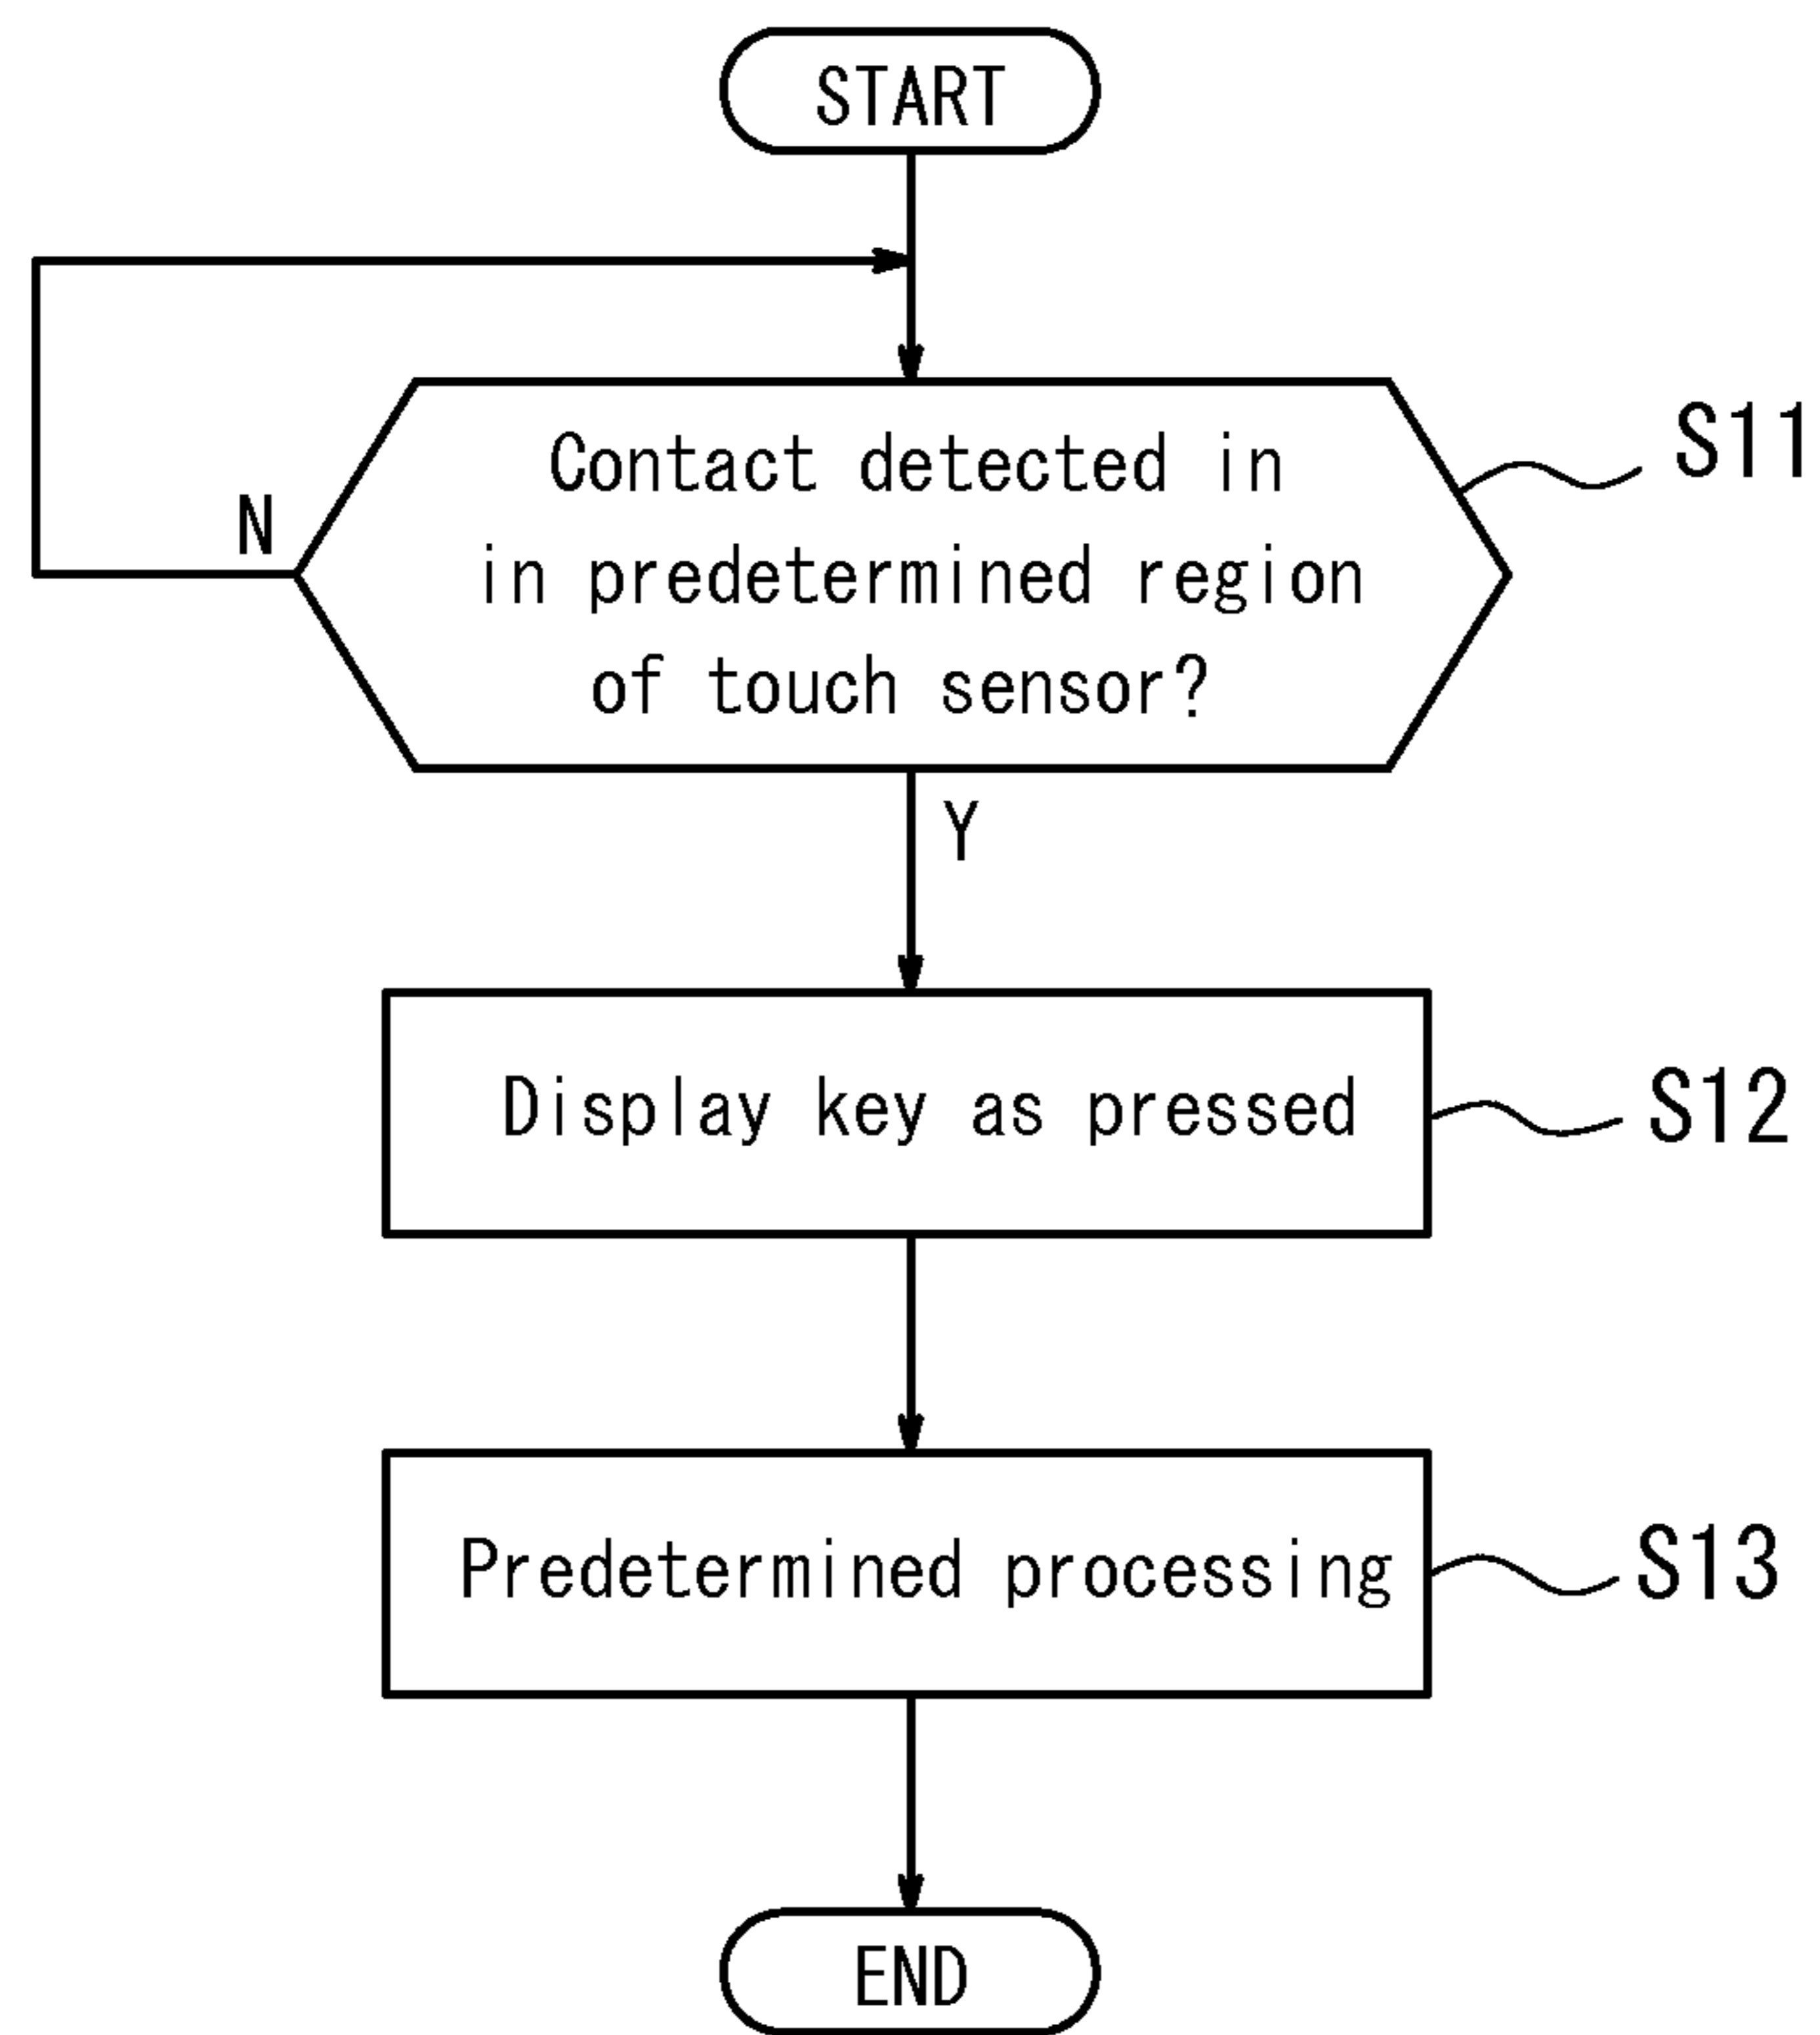 START
Contact detected in
in predetermined region
of touch sensor?
S11
N
Y
Display key as pressed
S12
Predetermined processing
S13
END